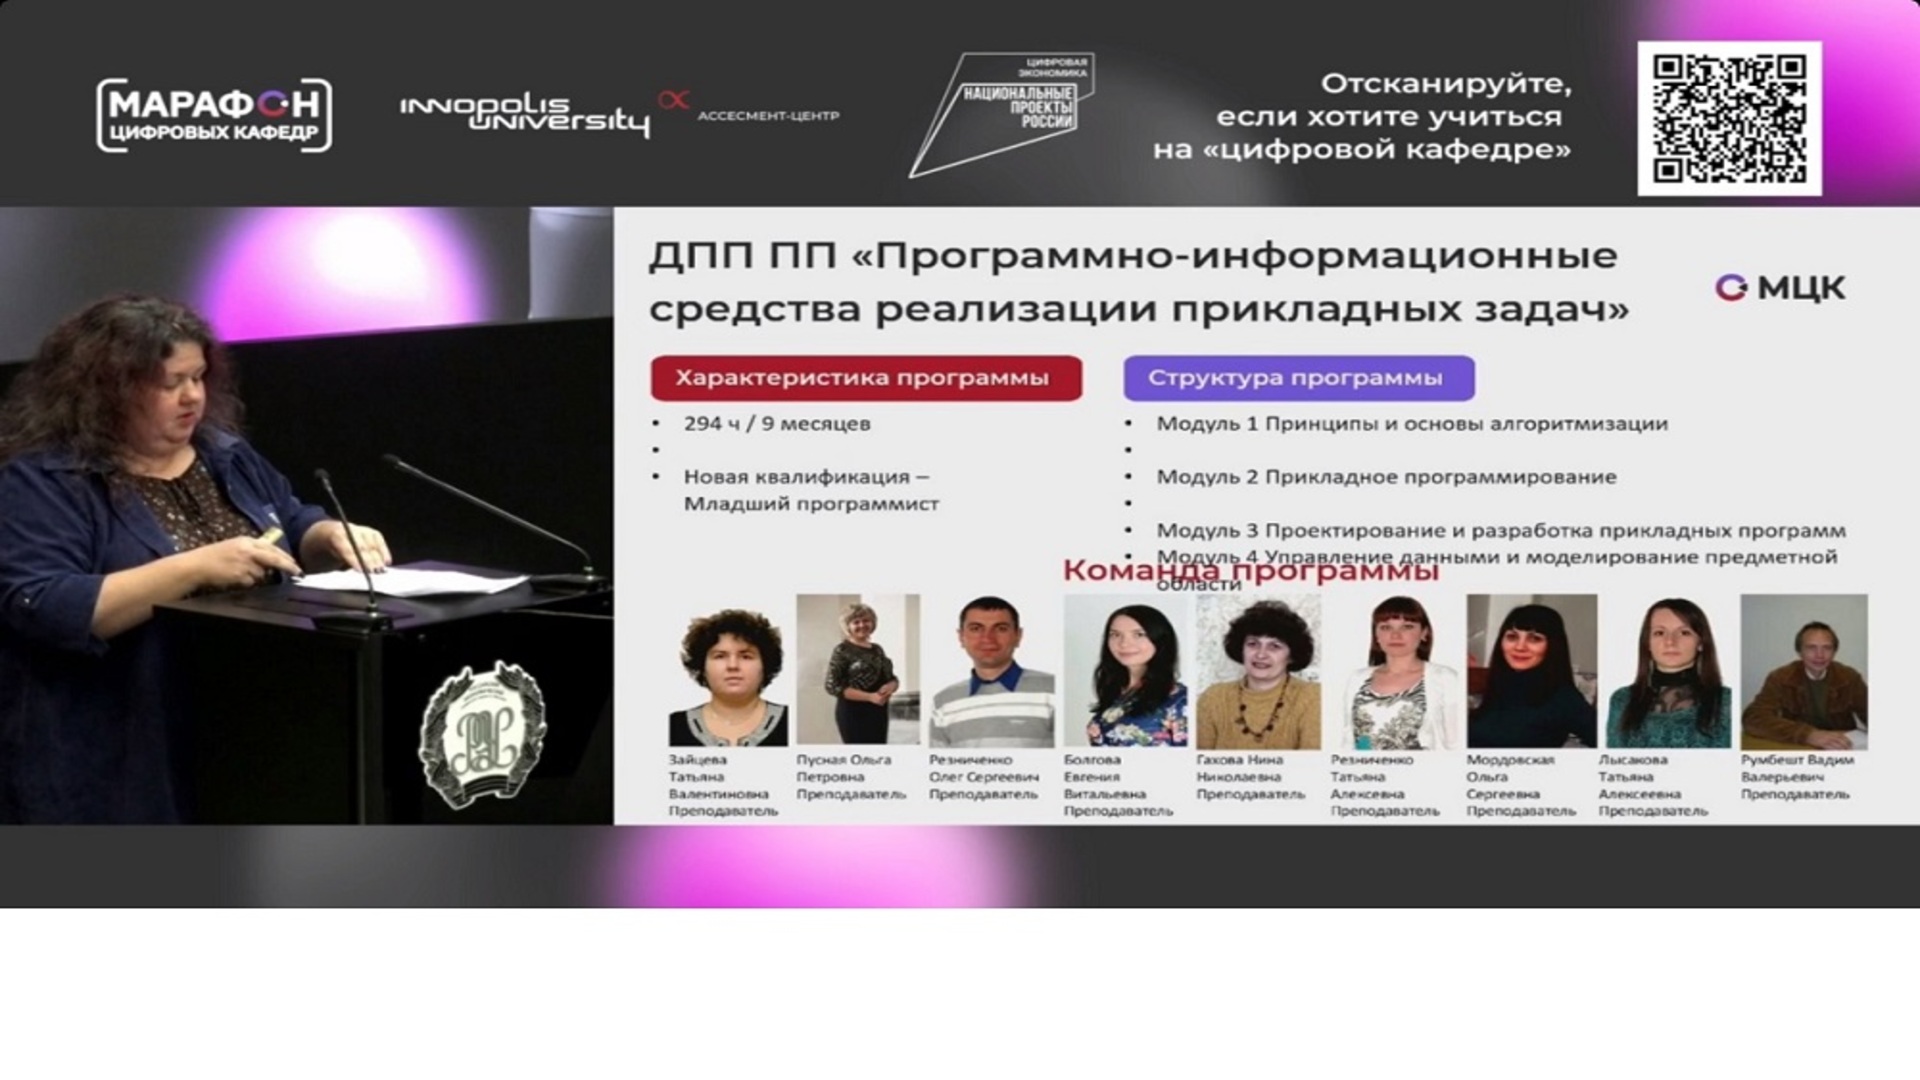 МАРАФОН
ЦИФРОВЫХ КАФЕДР
INNOPOLIS
UNIVERSITY
АССЕСМЕНТ-ЦЕНТР
ЦИФРОВАЯ
ЭКОНОМИКА
НАЦИОНАЛЬНЫЕ
ПРОЕКТЫ
РОССИИ
Отсканируйте,
если хотите учиться
на «цифровой кафедре»
ДПП ПП «Программно-информационные
средства реализации прикладных задач»
МЦК
Характеристика программы
• 294 ч / 9 месяцев
•
• Новая квалификация –
Младший программист
Структура программы
• Модуль 1 Принципы и основы алгоритмизации
•
• Модуль 2 Прикладное программирование
•
• Модуль 3 Проектирование и разработка прикладных программ
• Модуль 4 Управление данными и моделирование предметной
области
Команда программы
Зайцева
Татьяна
Валентиновна
Преподаватель
Пусная Ольга
Петровна
Преподаватель
Резниченко
Олег Сергеевич
Преподаватель
Болгова
Евгения
Витальевна
Преподаватель
Гахова Нина
Николаевна
Преподаватель
Резниченко
Татьяна
Алексевна
Преподаватель
Мордовская
Ольга
Сергеевна
Преподаватель
Лысакова
Татьяна
Алексеевна
Преподаватель
Румбешт Вадим
Валерьевич
Преподаватель